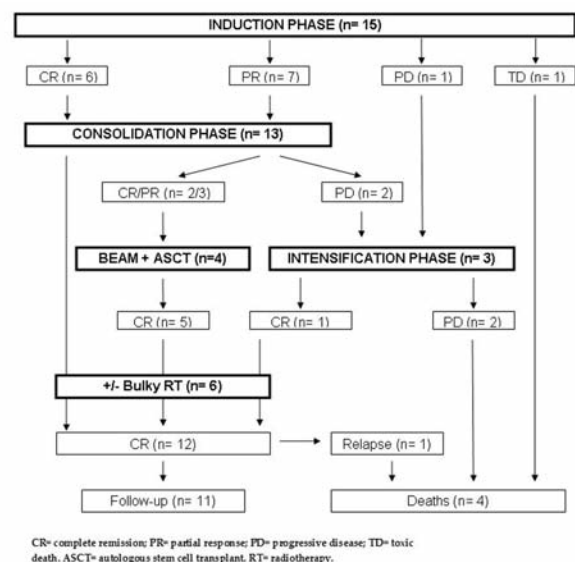 INDUCTION PHASE (n= 15)
CR (n= 6)
PR (n= 7)
PD (n= 1)
TD (n= 1)
CONSOLIDATION PHASE (n= 13)
CR/PR (n= 2/3)
PD (n= 2)
BEAM + ASCT (n=4)
INTENSIFICATION PHASE (n= 3)
CR (n= 5)
CR (n= 1)
PD (n= 2)
+/- Bulky RT (n= 6)
CR (n= 12)
Relapse (n= 1)
Follow-up (n= 11)
Deaths (n= 4)
CR= complete remission; PR= partial response; PD= progressive disease; TD= toxic
death. ASCT= autologous stem cell transplant. RT= radiotherapy.